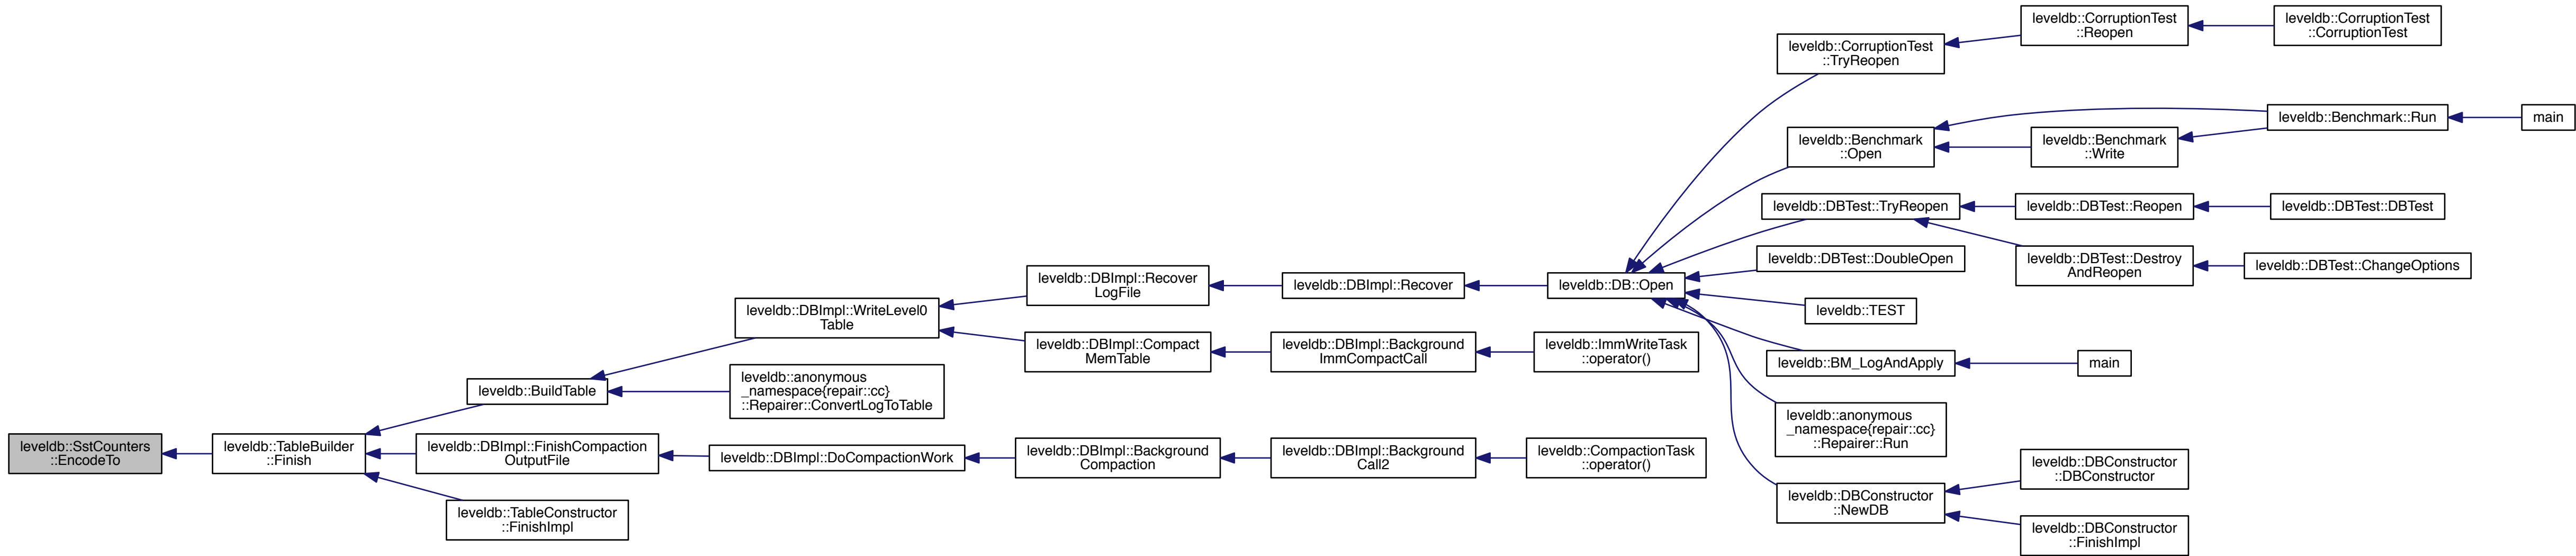 leveldb::SstCounters
::EncodeTo
leveldb::TableBuilder
::Finish
leveldb::BuildTable
leveldb::DBImpl::WriteLevel0
Table
leveldb::DBImpl::Recover
LogFile
leveldb::DBImpl::Recover
leveldb::DB::Open
leveldb::CorruptionTest
::TryReopen
leveldb::CorruptionTest
::Reopen
leveldb::CorruptionTest
::CorruptionTest
leveldb::Benchmark
::Open
leveldb::Benchmark::Run
main
leveldb::Benchmark
::Write
leveldb::DBTest::TryReopen
leveldb::DBTest::Reopen
leveldb::DBTest::DBTest
leveldb::DBTest::Destroy
AndReopen
leveldb::DBTest::ChangeOptions
leveldb::DBTest::DoubleOpen
leveldb::TEST
leveldb::BM_LogAndApply
main
leveldb::anonymous
_namespace{repair::cc}
::Repairer::Run
leveldb::DBConstructor
::NewDB
leveldb::DBConstructor
::DBConstructor
leveldb::DBConstructor
::FinishImpl
leveldb::DBImpl::Compact
MemTable
leveldb::DBImpl::Background
ImmCompactCall
leveldb::ImmWriteTask
::operator()
leveldb::anonymous
_namespace{repair::cc}
::Repairer::ConvertLogToTable
leveldb::DBImpl::FinishCompaction
OutputFile
leveldb::DBImpl::DoCompactionWork
leveldb::DBImpl::Background
Compaction
leveldb::DBImpl::Background
Call2
leveldb::CompactionTask
::operator()
leveldb::TableConstructor
::FinishImpl